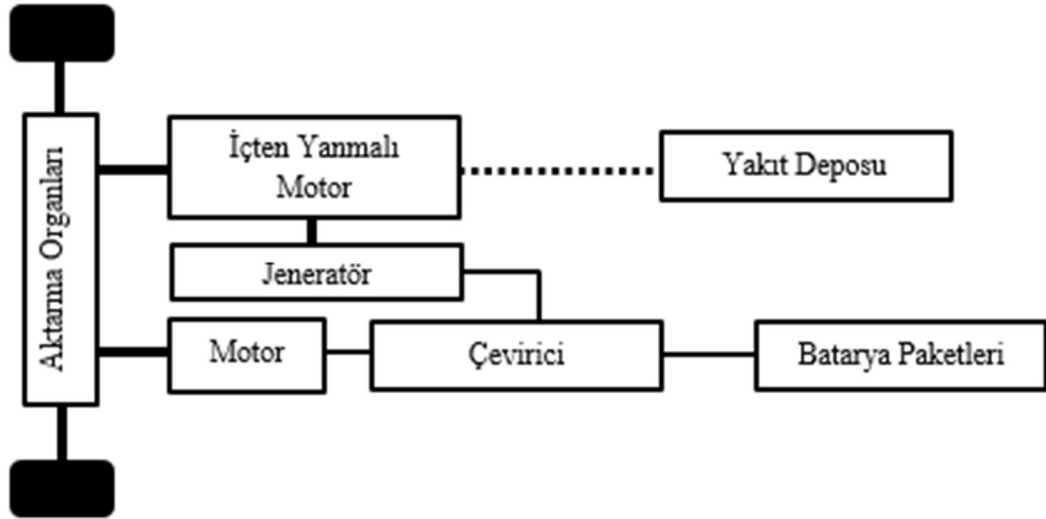 Aktarma Organları
İçten Yanmalı
Motor
Yakıt Deposu
Jeneratör
Motor
Çevirici
Batarya Paketleri